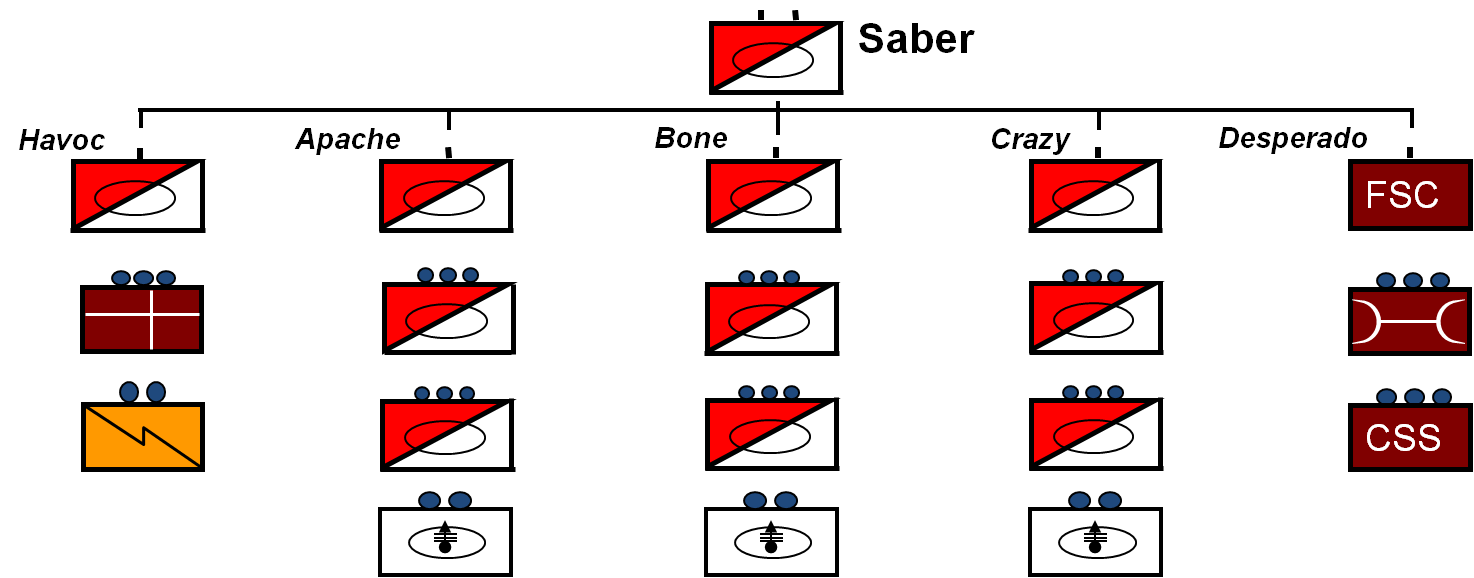 Saber
Havoc
Apache
Bone
Crazy
Desperado
FSC
CSS